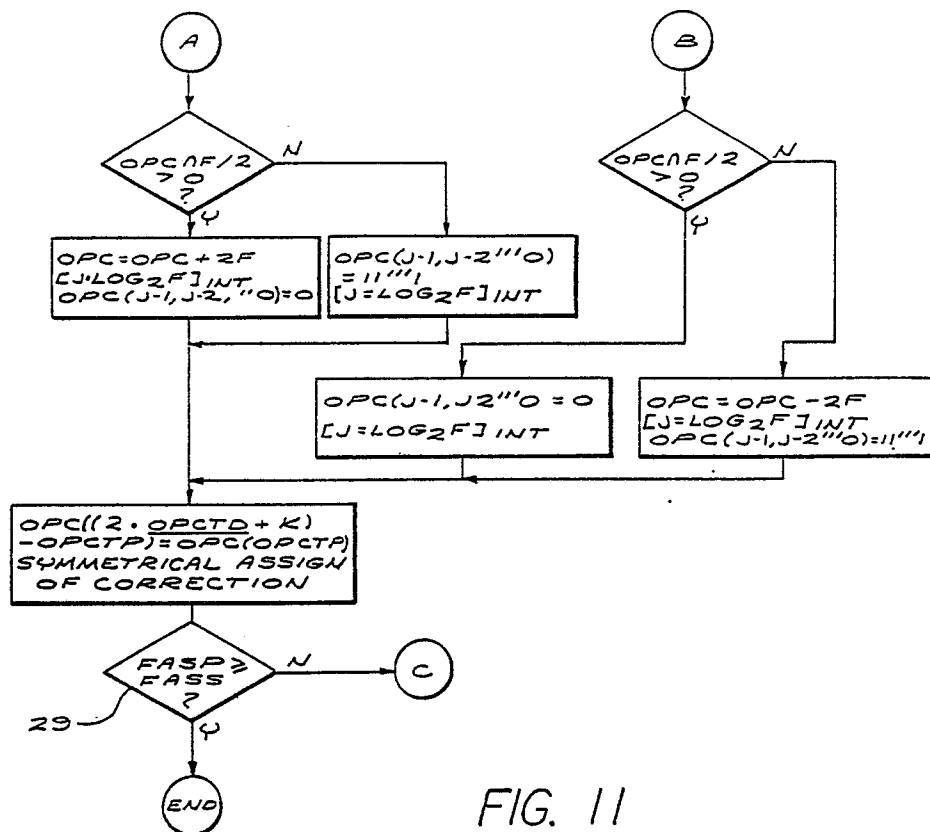 A
B
OPC∩F/2
> 0
?
N
Y
OPC∩F/2
> 0
?
N
Y
OPC=OPC+2F
[J·LOG2F]INT
OPC(J-1,J-2,''0)=0
OPC(J-1,J-2'''0)
=11'''1
[J=LOG2F]INT
OPC(J-1,J2'''0=0
[J=LOG2F]INT
OPC=OPC-2F
[J=LOG2F]INT
OPC(J-1,J-2'''0)=11'''1
OPC((2·OPCTD+K)
-OPCTP)=OPC(OPCTP)
SYMMETRICAL ASSIGN
OF CORRECTION
FASP≥
FASS
?
N
C
29
Y
END
FIG. 11